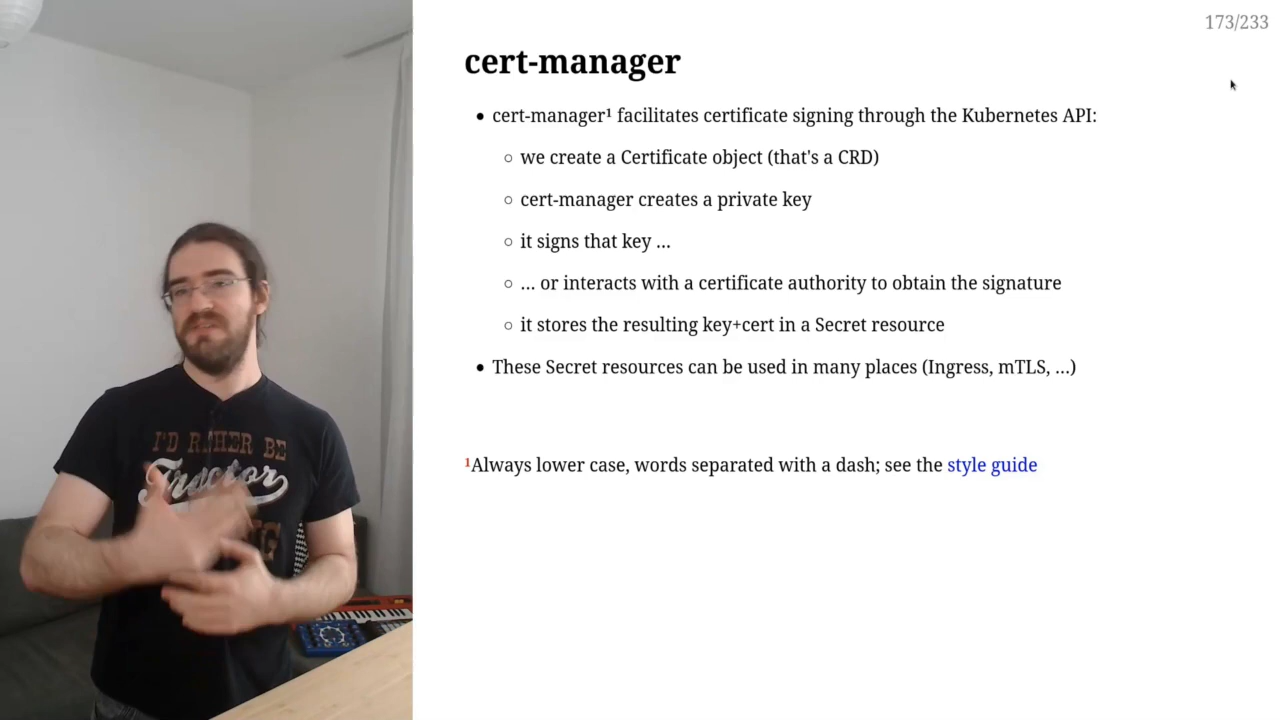 173/233
cert-manager
• cert-manager¹ facilitates certificate signing through the Kubernetes API:
○ we create a Certificate object (that's a CRD)
○ cert-manager creates a private key
○ it signs that key ...
○ ... or interacts with a certificate authority to obtain the signature
○ it stores the resulting key+cert in a Secret resource
• These Secret resources can be used in many places (Ingress, mTLS, ...)
¹Always lower case, words separated with a dash; see the style guide
I'D RATHER BE
Tractor